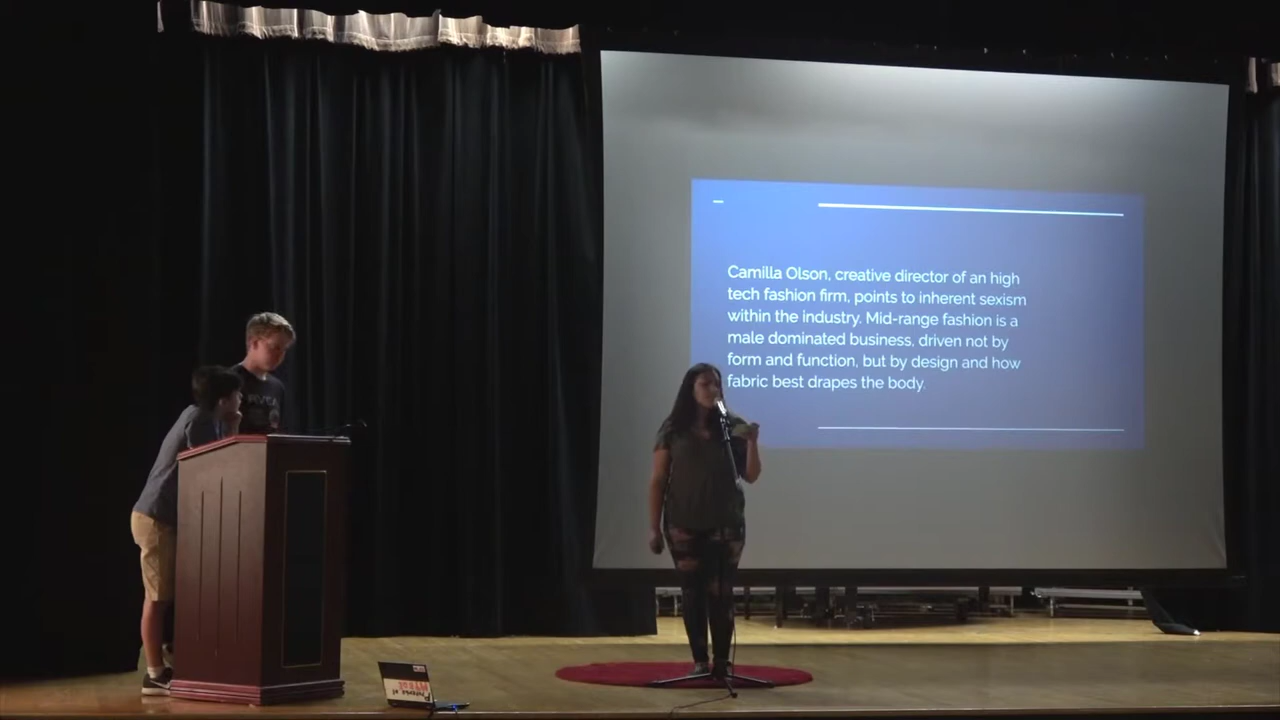 Camilla Olson, creative director of an high
tech fashion firm, points to inherent sexism
within the industry. Mid-range fashion is a
male dominated business, driven not by
form and function, but by design and how
fabric best drapes the body.